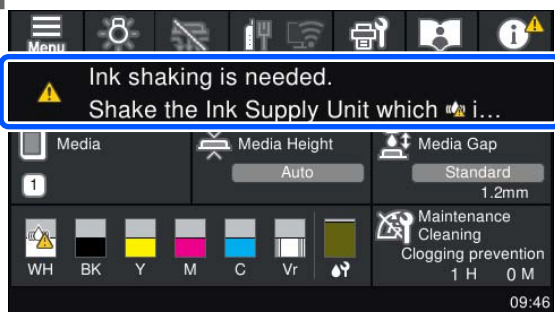 Menu
Ink shaking is needed.
Shake the Ink Supply Unit which i...
Media
Media Height
Media Gap
Auto
Standard
1
1.2mm
Maintenance
Cleaning
Clogging prevention
1 H 0 M
WH BK Y M C Vr
09:46